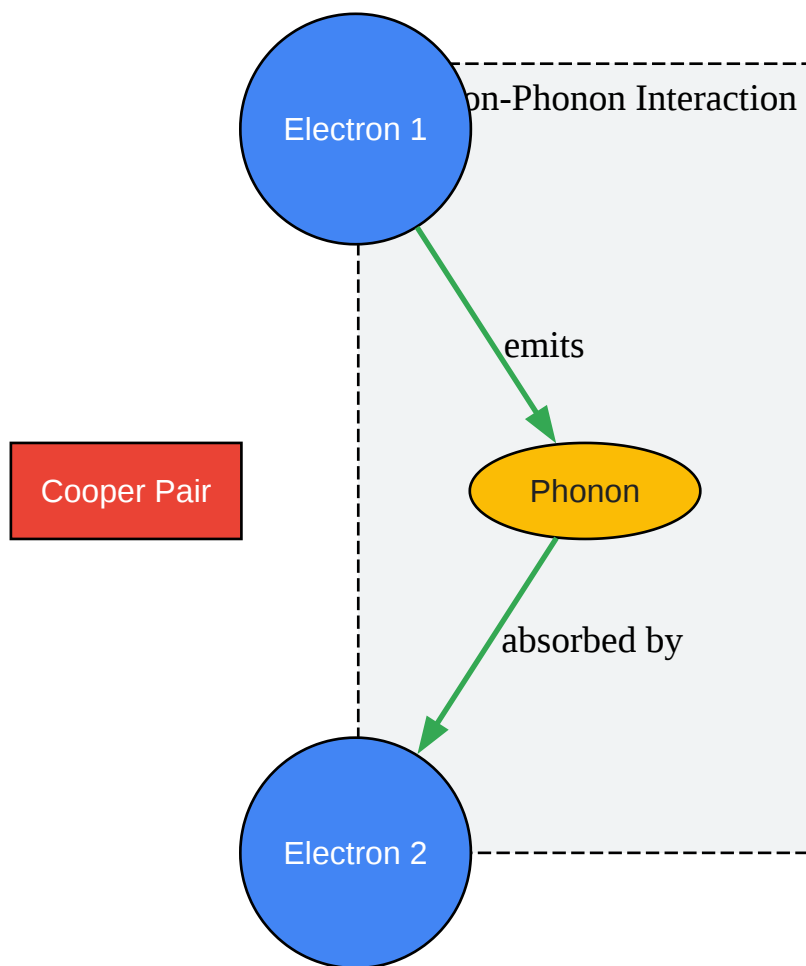 Electron 1
on-Phonon Interaction
emits
Cooper Pair
Phonon
absorbed by
Electron 2